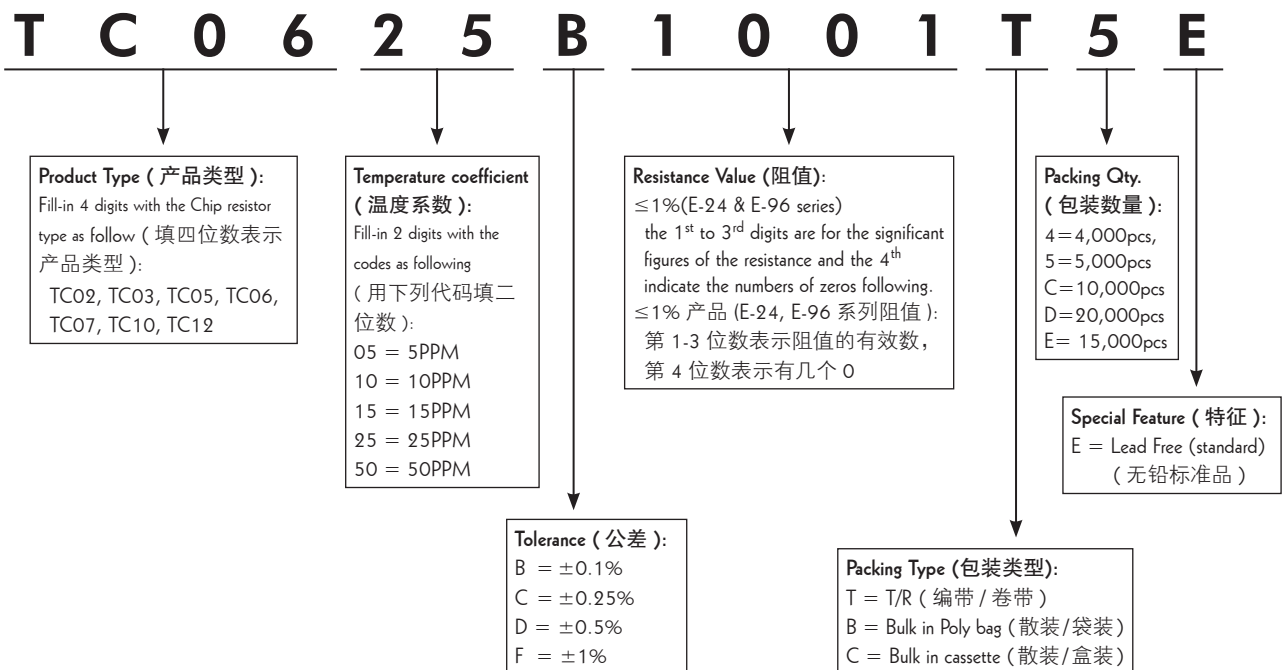 T C 0 6 2 5 B 1 0 0 1 T 5 E
Product Type ( 产品类型 ):
Fill-in 4 digits with the Chip resistor
type as follow ( 填四位数表示
产品类型 ):
TC02, TC03, TC05, TC06,
TC07, TC10, TC12
Temperature coefficient
( 温度系数 ):
Fill-in 2 digits with the
codes as following
( 用下列代码填二
位数 ):
05 = 5PPM
10 = 10PPM
15 = 15PPM
25 = 25PPM
50 = 50PPM
Tolerance ( 公差 ):
B = ±0.1%
C = ±0.25%
D = ±0.5%
F = ±1%
Resistance Value (阻值):
≤1%(E-24 & E-96 series)
the 1st to 3rd digits are for the significant
figures of the resistance and the 4th
indicate the numbers of zeros following.
≤1% 产品 (E-24, E-96 系列阻值 ):
第 1-3 位数表示阻值的有效数，
第 4 位数表示有几个 0
Packing Type (包装类型):
T = T/R ( 编带 / 卷带 )
B = Bulk in Poly bag ( 散装/袋装 )
C = Bulk in cassette ( 散装/盒装 )
Packing Qty.
( 包装数量 ):
4=4,000pcs,
5=5,000pcs
C=10,000pcs
D=20,000pcs
E= 15,000pcs
Special Feature ( 特征 ):
E = Lead Free (standard)
( 无铅标准品 )